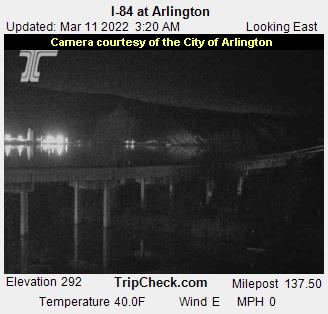 I-84 at Arlington
Updated: Mar 11 2022 3:20 AM Looking East
Camera courtesy of the City of Arlington
Elevation 292 TripCheck.com Milepost 137.50
Temperature 40.0F Wind E MPH 0